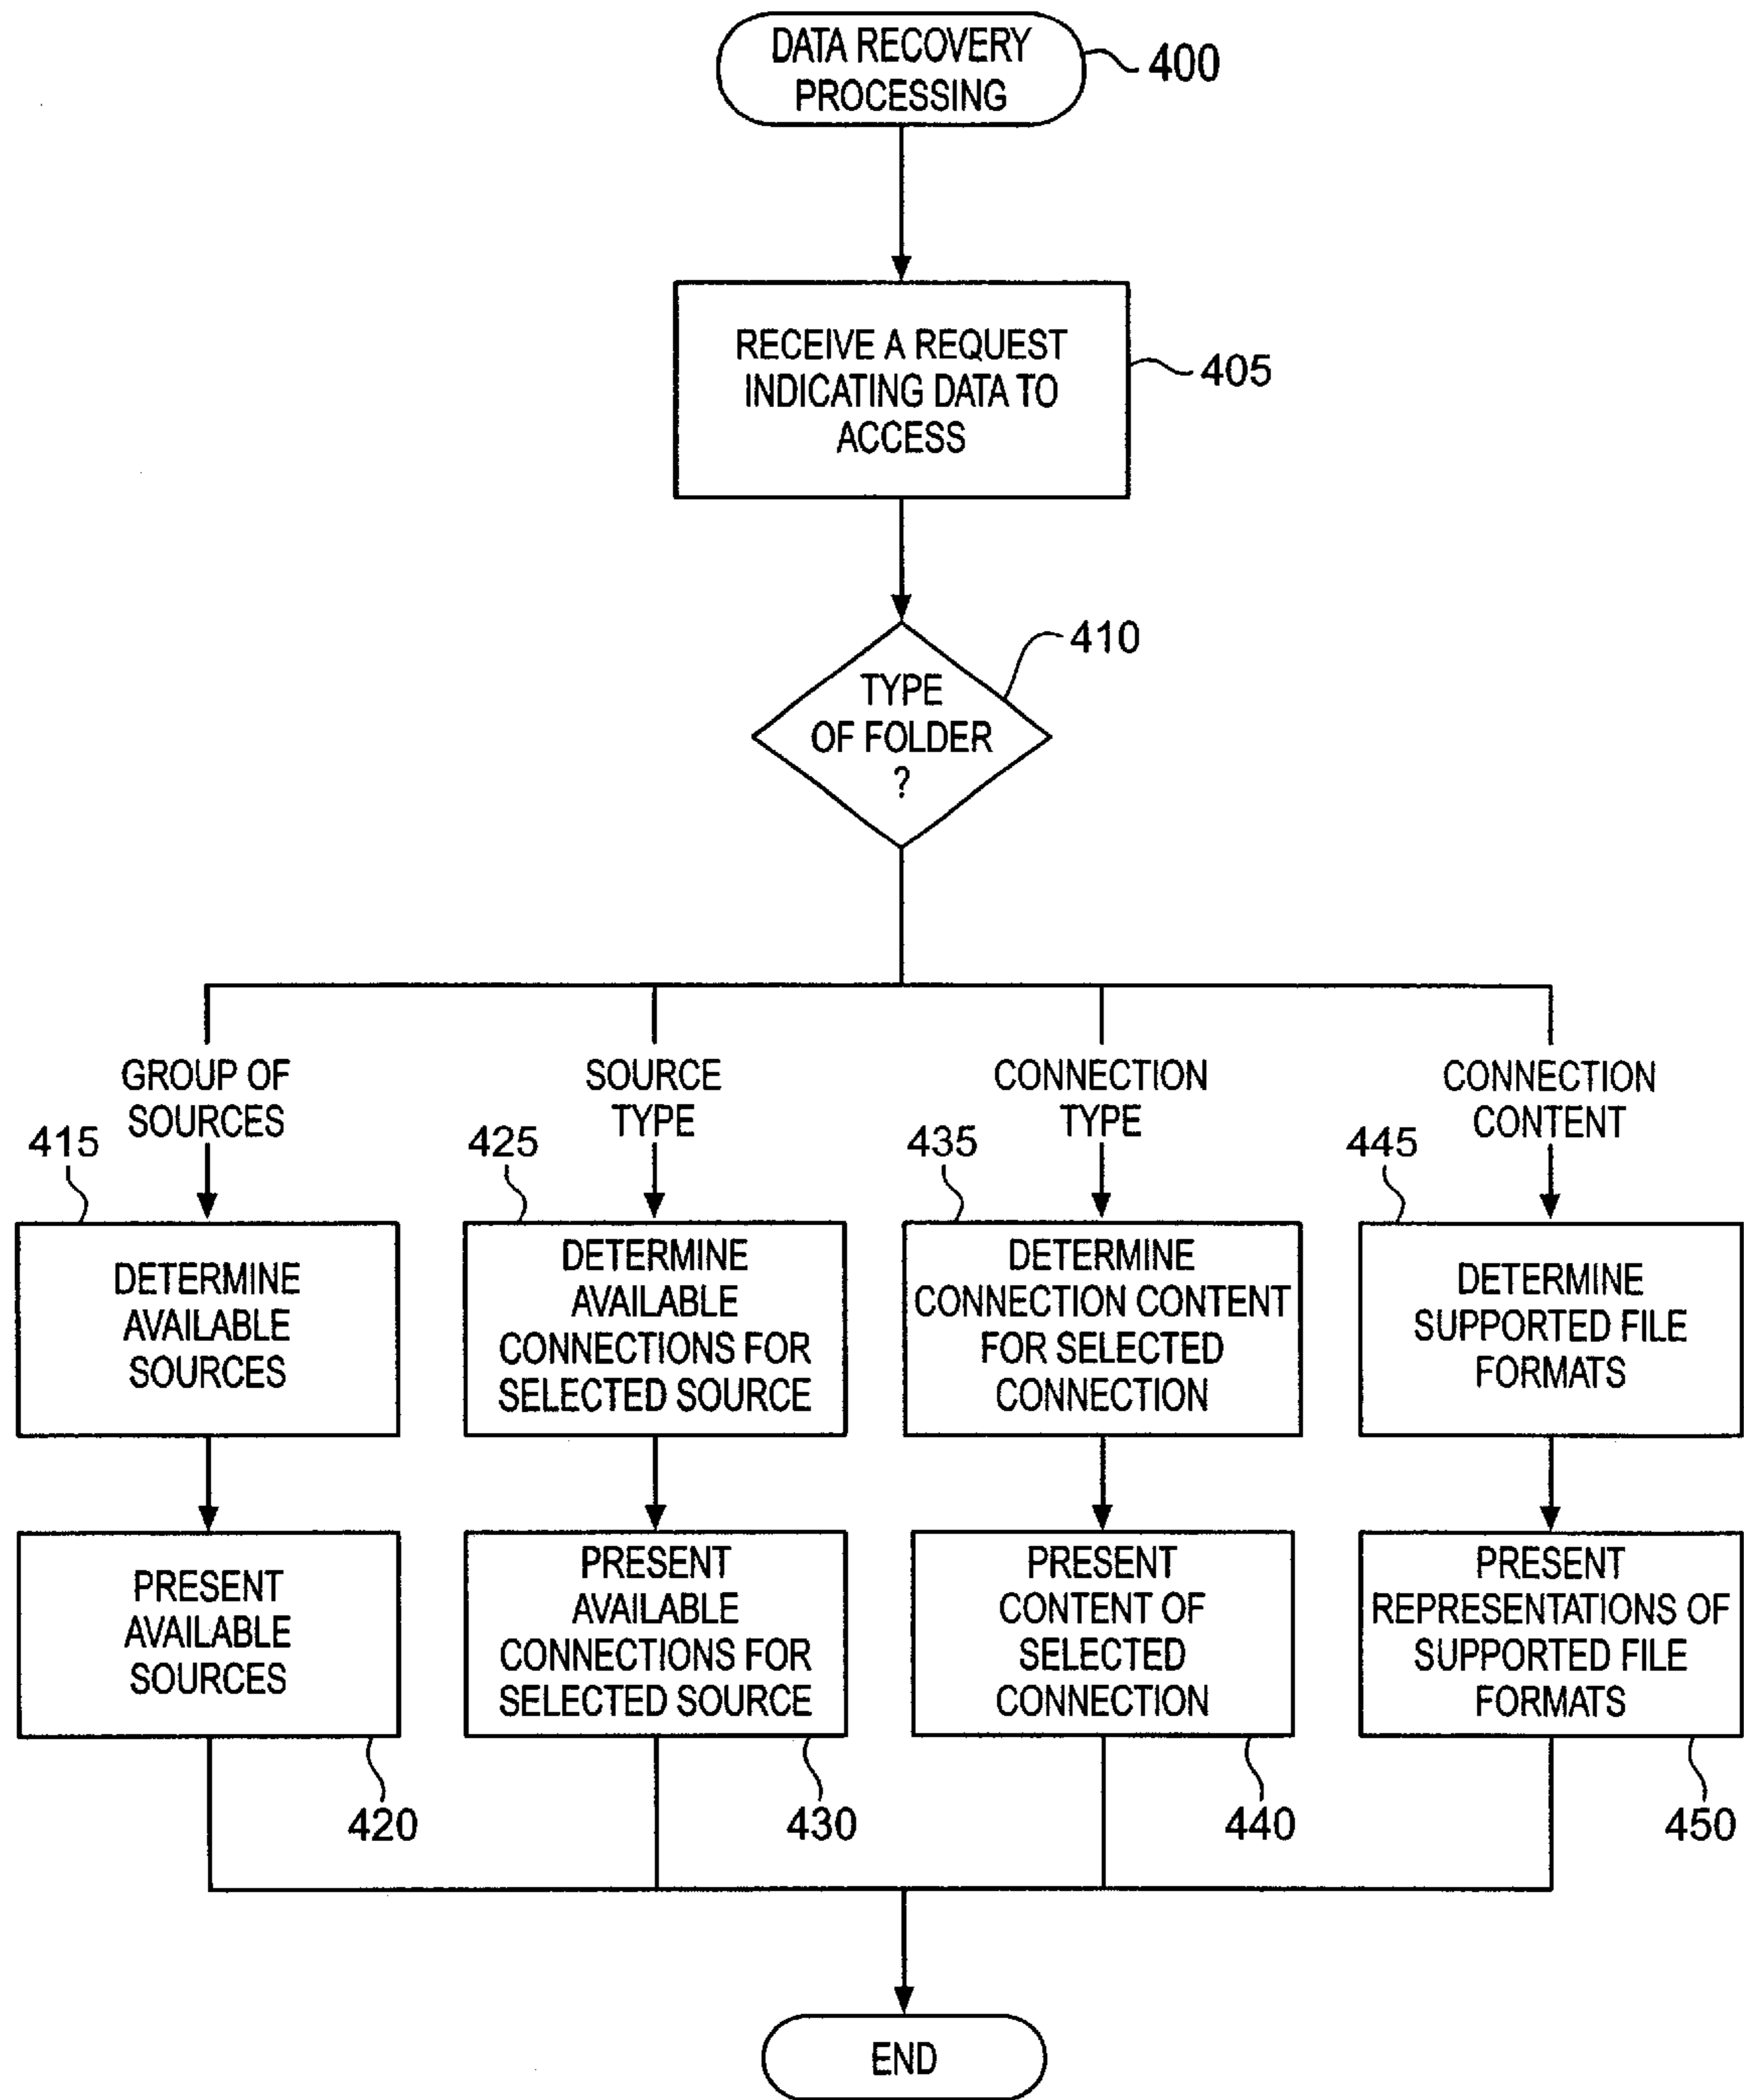 DATA RECOVERY
PROCESSING
400
RECEIVE A REQUEST
INDICATING DATA TO
ACCESS
405
TYPE
OF FOLDER
?
410
GROUP OF
SOURCES
SOURCE
TYPE
CONNECTION
TYPE
CONNECTION
CONTENT
415
DETERMINE
AVAILABLE
SOURCES
425
DETERMINE
AVAILABLE
CONNECTIONS FOR
SELECTED SOURCE
435
DETERMINE
CONNECTION CONTENT
FOR SELECTED
CONNECTION
445
DETERMINE
SUPPORTED FILE
FORMATS
PRESENT
AVAILABLE
SOURCES
420
PRESENT
AVAILABLE
CONNECTIONS FOR
SELECTED SOURCE
430
PRESENT
CONTENT OF
SELECTED
CONNECTION
440
PRESENT
REPRESENTATIONS OF
SUPPORTED FILE
FORMATS
450
END